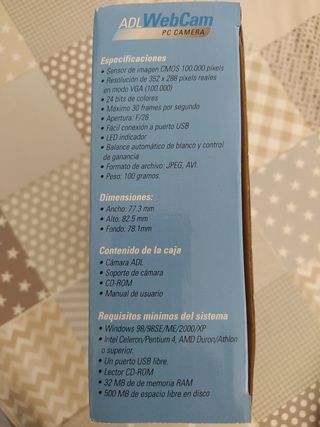 ADLWebCam
PC CAMERA
Especificaciones
• Sensor de imagen CMOS 100.000 pixels
• Resolución de 352 x 288 pixels reales
en modo VGA (100.000)
• 24 bits de colores
• Máximo 30 frames por segundo
• Apertura: F/28
• Fácil conexión a puerto USB
• LED indicador
• Balance automático de blanco y control
de ganancia
• Formato de archivo: JPEG, AVI.
• Peso: 100 gramos.
Dimensiones:
• Ancho: 77.3 mm
• Alto: 82.5 mm
• Fondo: 78.1mm
Contenido de la caja
• Cámara ADL
• Soporte de cámara
• CD-ROM
• Manual de usuario
Requisitos mínimos del sistema
• Windows 98/98SE/ME/2000/XP
• Intel Celeron/Pentium 4, AMD Duron/Athlon
o superior.
• Un puerto USB libre.
• Lector CD-ROM
• 32 MB de de memoria RAM
• 500 MB de espacio libre en disco